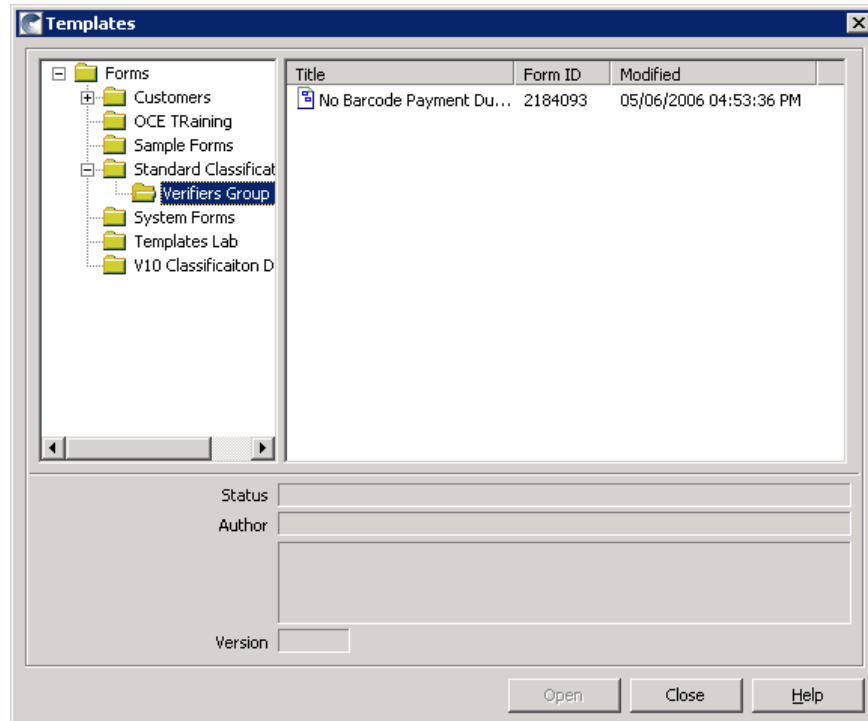 Templates
Forms
Customers
OCE TRaining
Sample Forms
Standard Classificat
Verifiers Group
System Forms
Templates Lab
V10 Classificaiton D
Title Form ID Modified
No Barcode Payment Du... 2184093 05/06/2006 04:53:36 PM
Status
Author
Version
Open Close Help